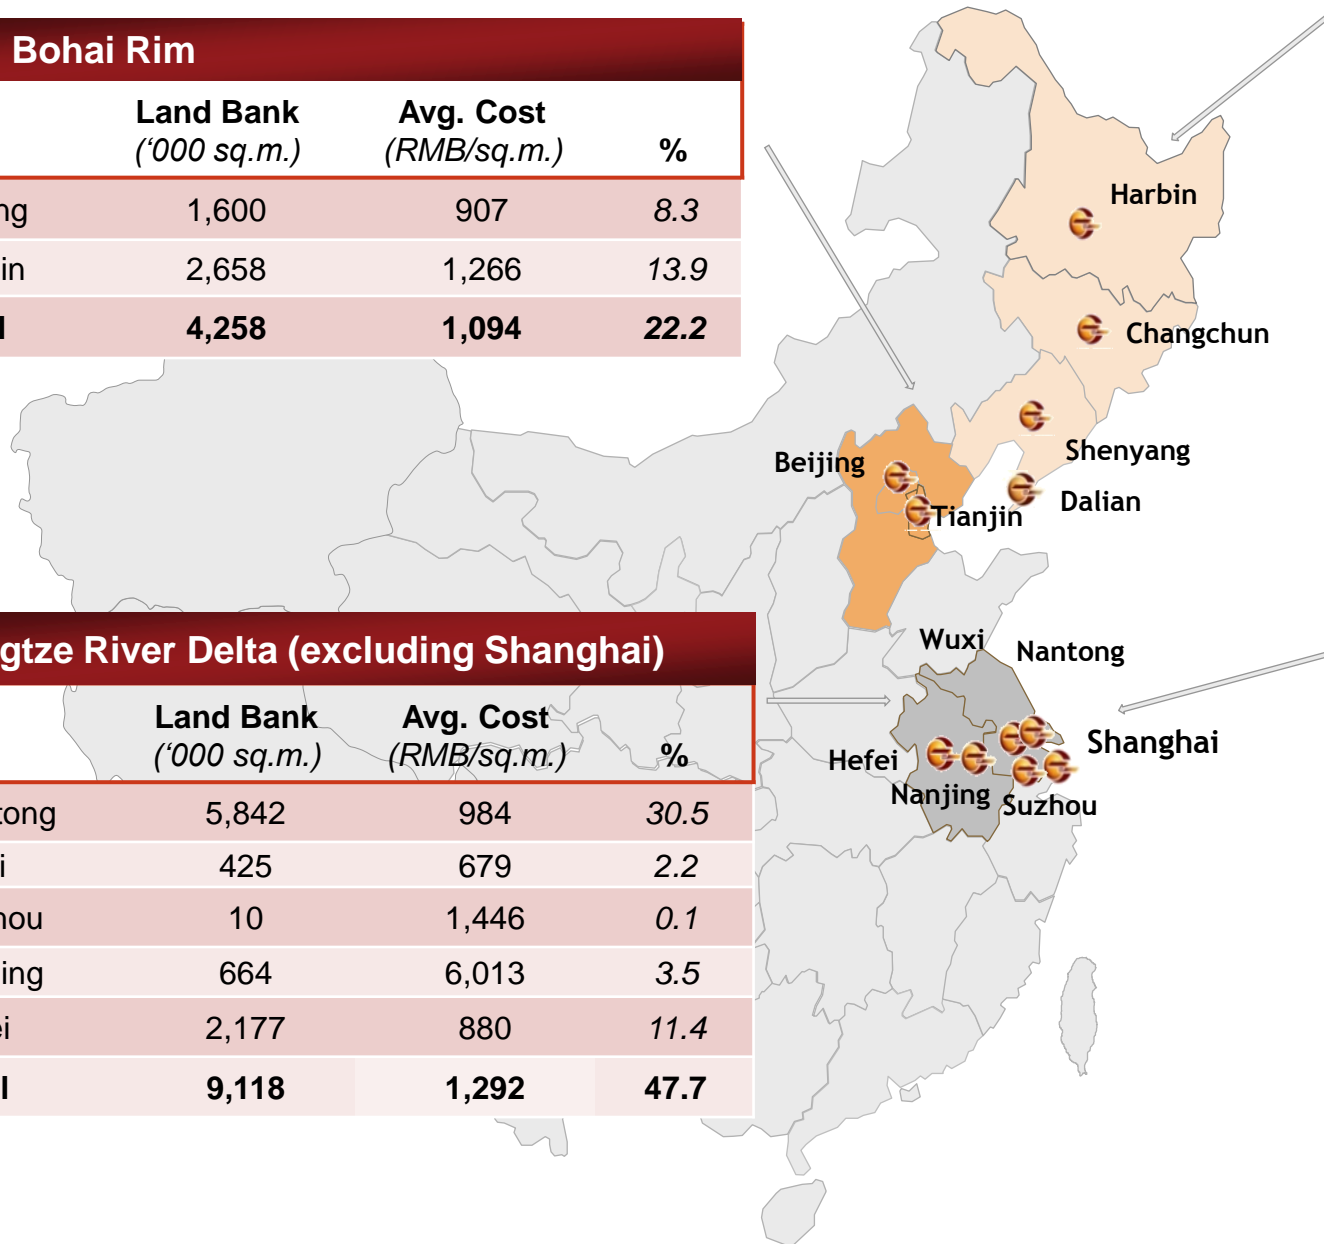 Bohai Rim
Land Bank Avg. Cost
(‘000 sq.m.) (RMB/sq.m.) %
ng 1,600 907 8.3
in 2,658 1,266 13.9
l 4,258 1,094 22.2
Harbin
Changchun
Shenyang
Beijing
Dalian
Tianjin
gtze River Delta (excluding Shanghai)
Land Bank Avg. Cost
(‘000 sq.m.) (RMB/sq.m.) %
tong 5,842 984 30.5
i 425 679 2.2
hou 10 1,446 0.1
ing 664 6,013 3.5
ei 2,177 880 11.4
l 9,118 1,292 47.7
Wuxi
Nantong
Shanghai
Hefei
Nanjing
Suzhou